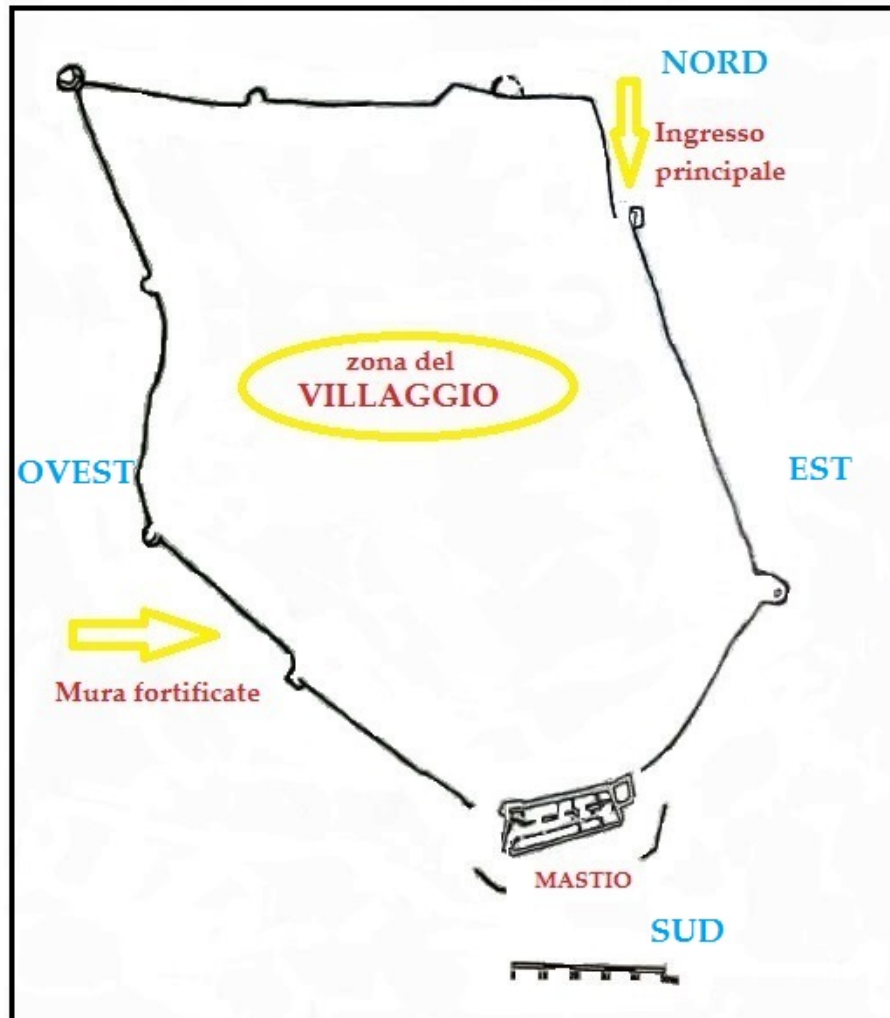 NORD
Ingresso
principale
zona del
VILLAGGIO
OVEST
EST
Mura fortificate
MASTIO
SUD